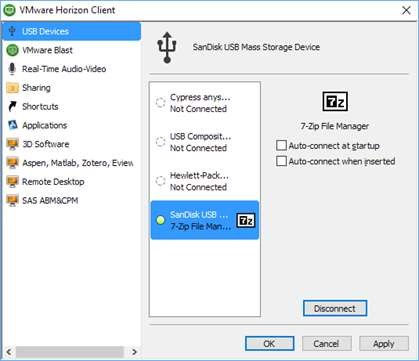 VMware Horizon Client
USB Devices
VMware Blast
Real-Time Audio-Video
Sharing
Shortcuts
Applications
3D Software
Aspen, Matlab, Zotero, Eview
Remote Desktop
SAS ABM&CPM
SanDisk USB Mass Storage Device
Cypress anys...
Not Connected
USB Composit...
Not Connected
Hewlett-Pack...
Not Connected
SanDisk USB ...
7-Zip File Man...
7z
7z
7-Zip File Manager
Auto-connect at startup
Auto-connect when inserted
Disconnect
OK
Cancel
Apply